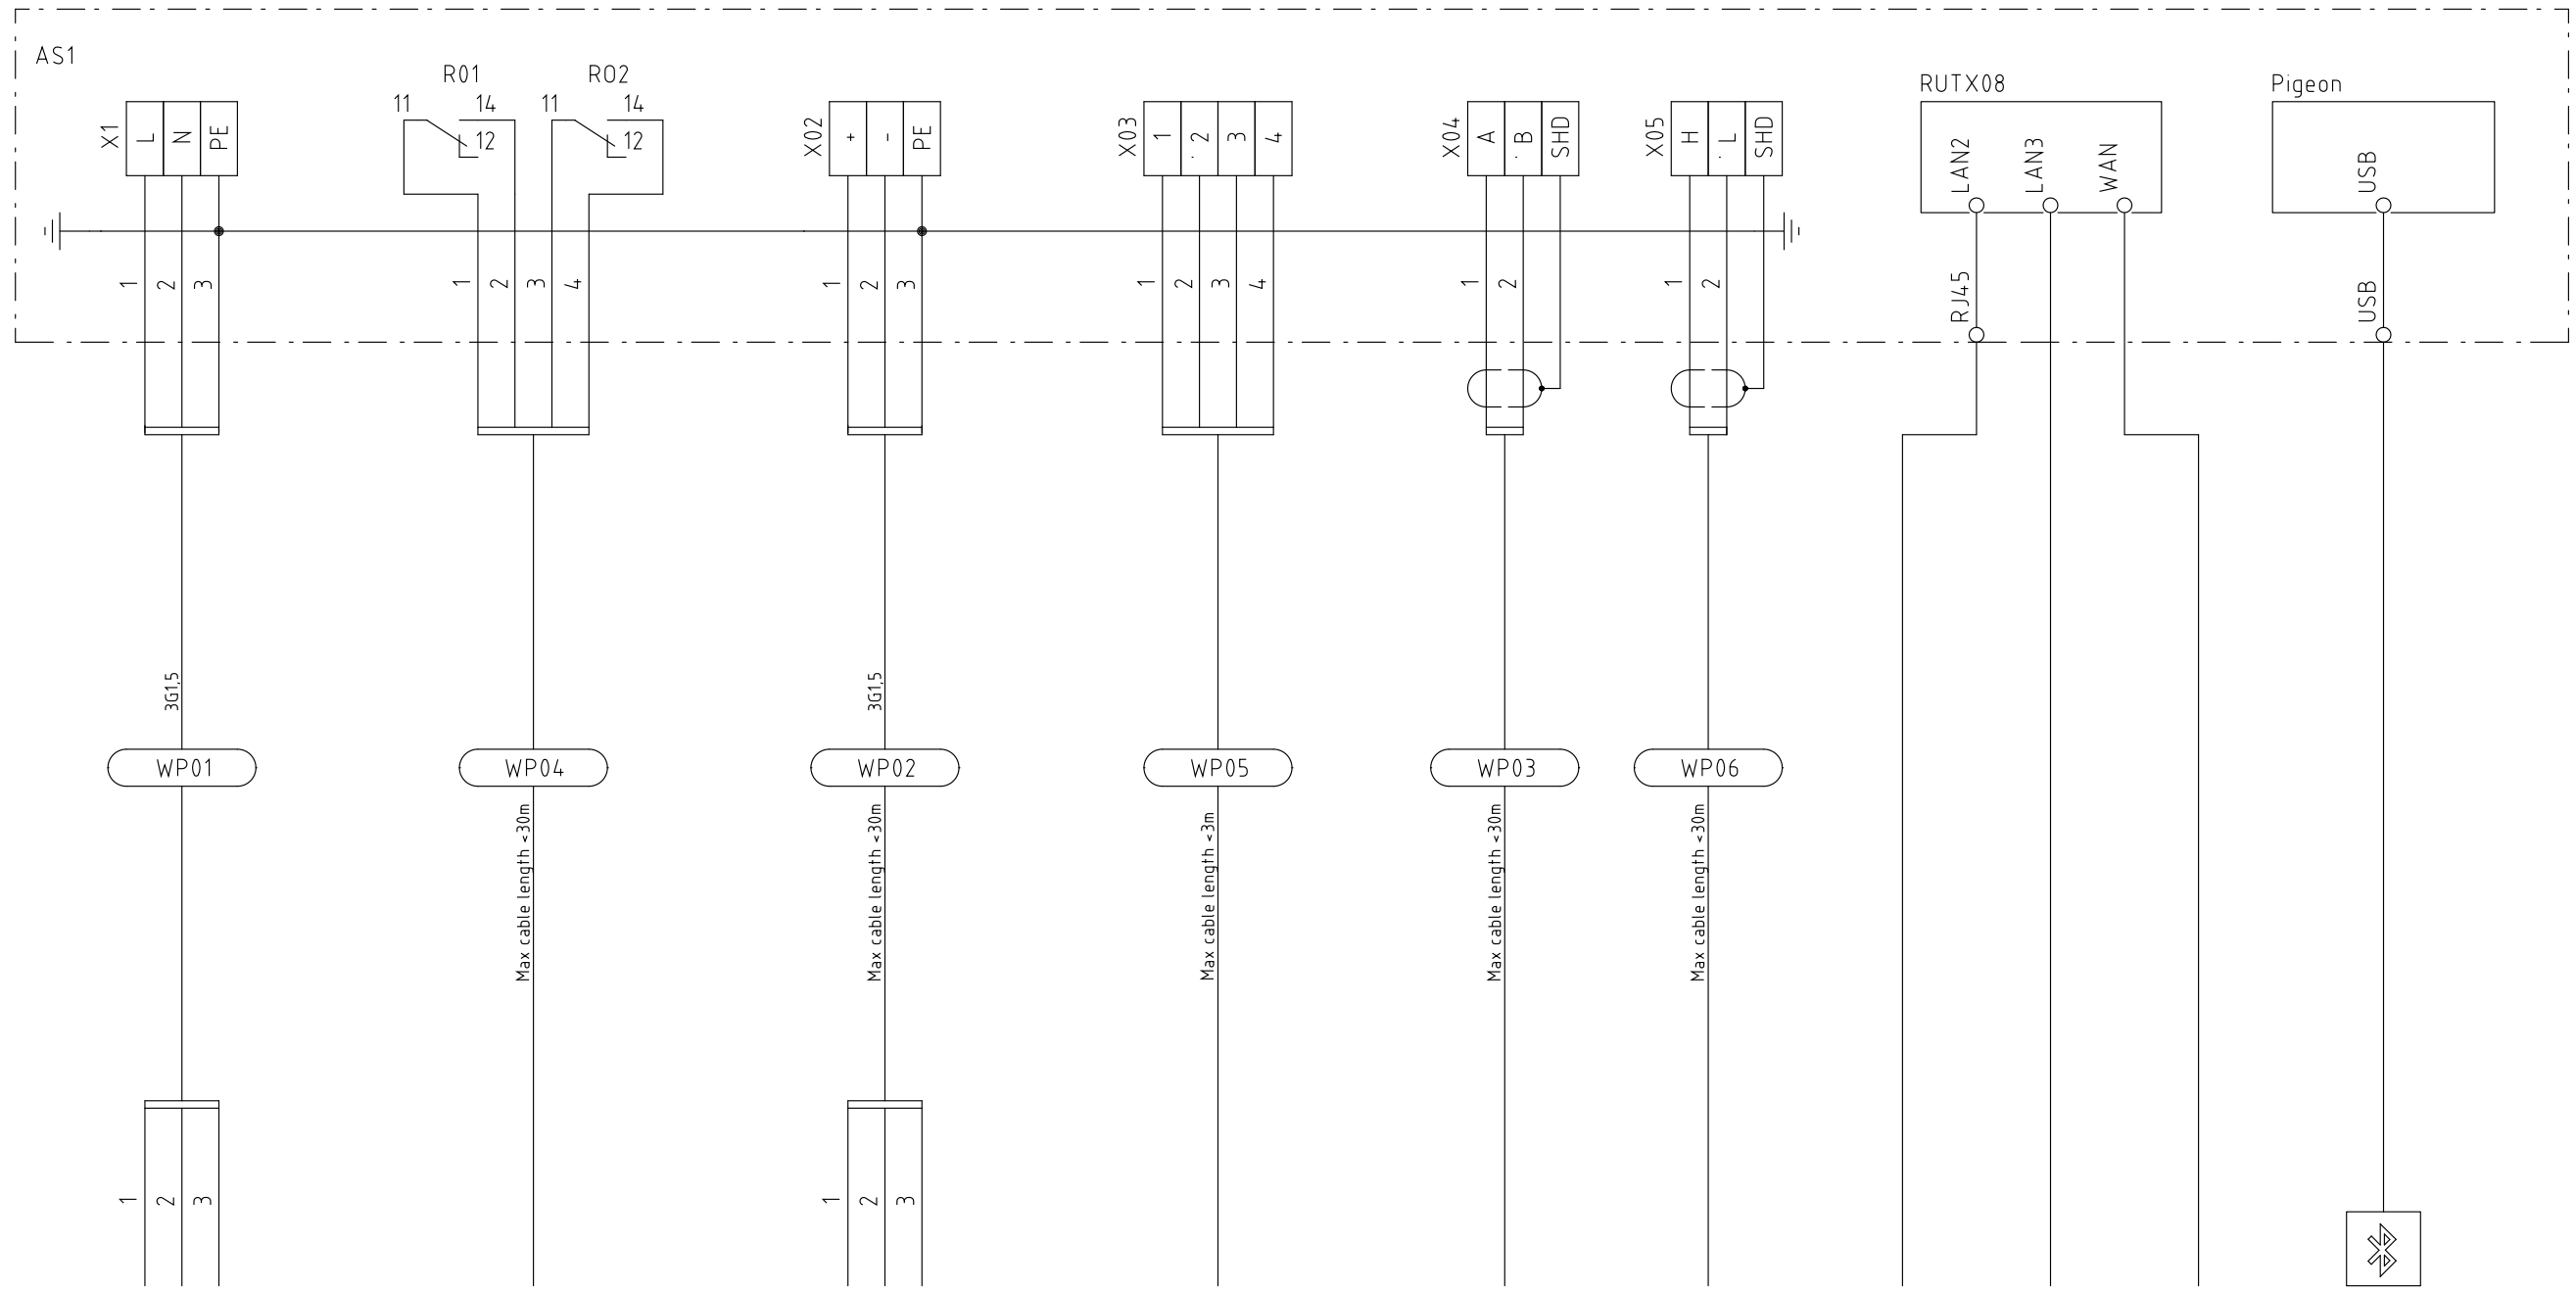 AS1
R01
RO2
RUTX08
Pigeon
11
14
12
11
14
12
X1
L
N
PE
X02
+
-
PE
X03
1
2
3
4
X04
A
B
SHD
X05
H
L
SHD
LAN2
LAN3
WAN
USB
1
2
3
1
2
3
4
1
2
3
1
2
3
4
1
2
1
2
RJ45
USB
3G1,5
3G1,5
WP01
WP04
WP02
WP05
WP03
WP06
Max cable length <30m
Max cable length <30m
Max cable length <3m
Max cable length <30m
Max cable length <30m
1
2
3
1
2
3